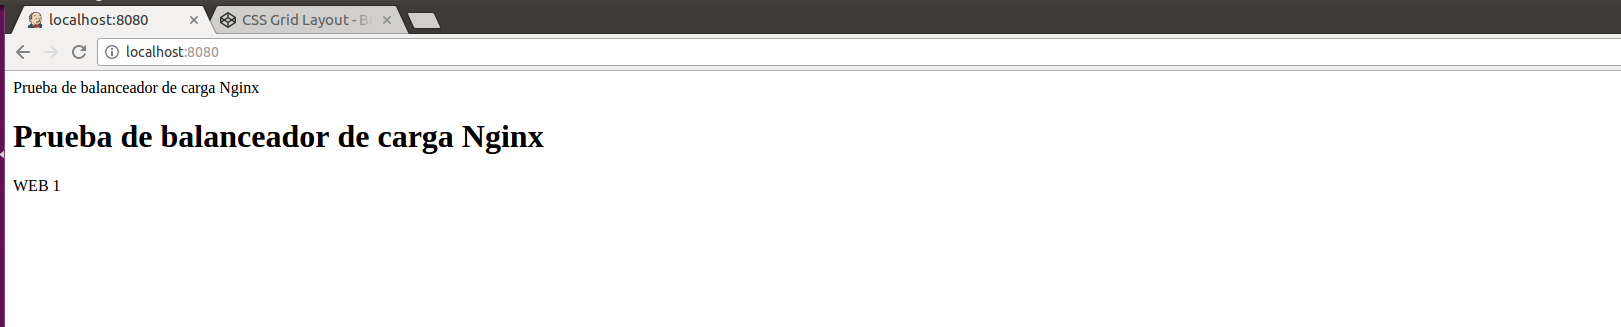 localhost:8080
CSS Grid Layout - B
localhost:8080
Prueba de balanceador de carga Nginx
Prueba de balanceador de carga Nginx
WEB 1